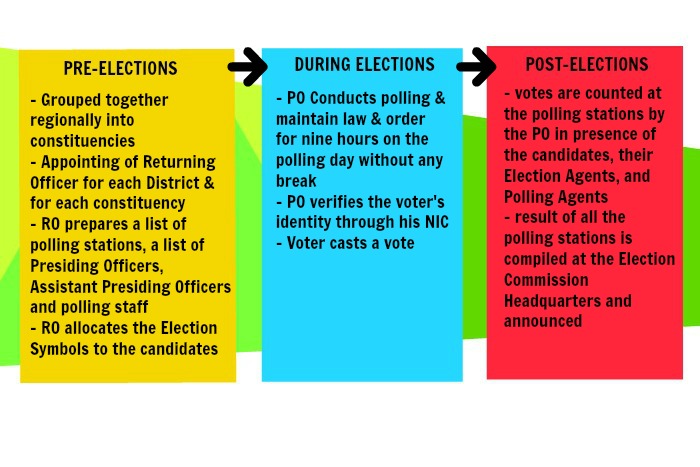 PRE-ELECTIONS
- Grouped together
regionally into
constituencies
- Appointing of Returning
Officer for each District &
for each constituency
- RO prepares a list of
polling stations, a list of
Presiding Officers,
Assistant Presiding Officers
and polling staff
- RO allocates the Election
Symbols to the candidates
DURING ELECTIONS
- PO Conducts polling &
maintain law & order
for nine hours on the
polling day without any
break
- PO verifies the voter's
identity through his NIC
- Voter casts a vote
POST-ELECTIONS
- votes are counted at
the polling stations by
the PO in presence of
the candidates, their
Election Agents, and
Polling Agents
- result of all the
polling stations is
compiled at the Election
Commission
Headquarters and
announced